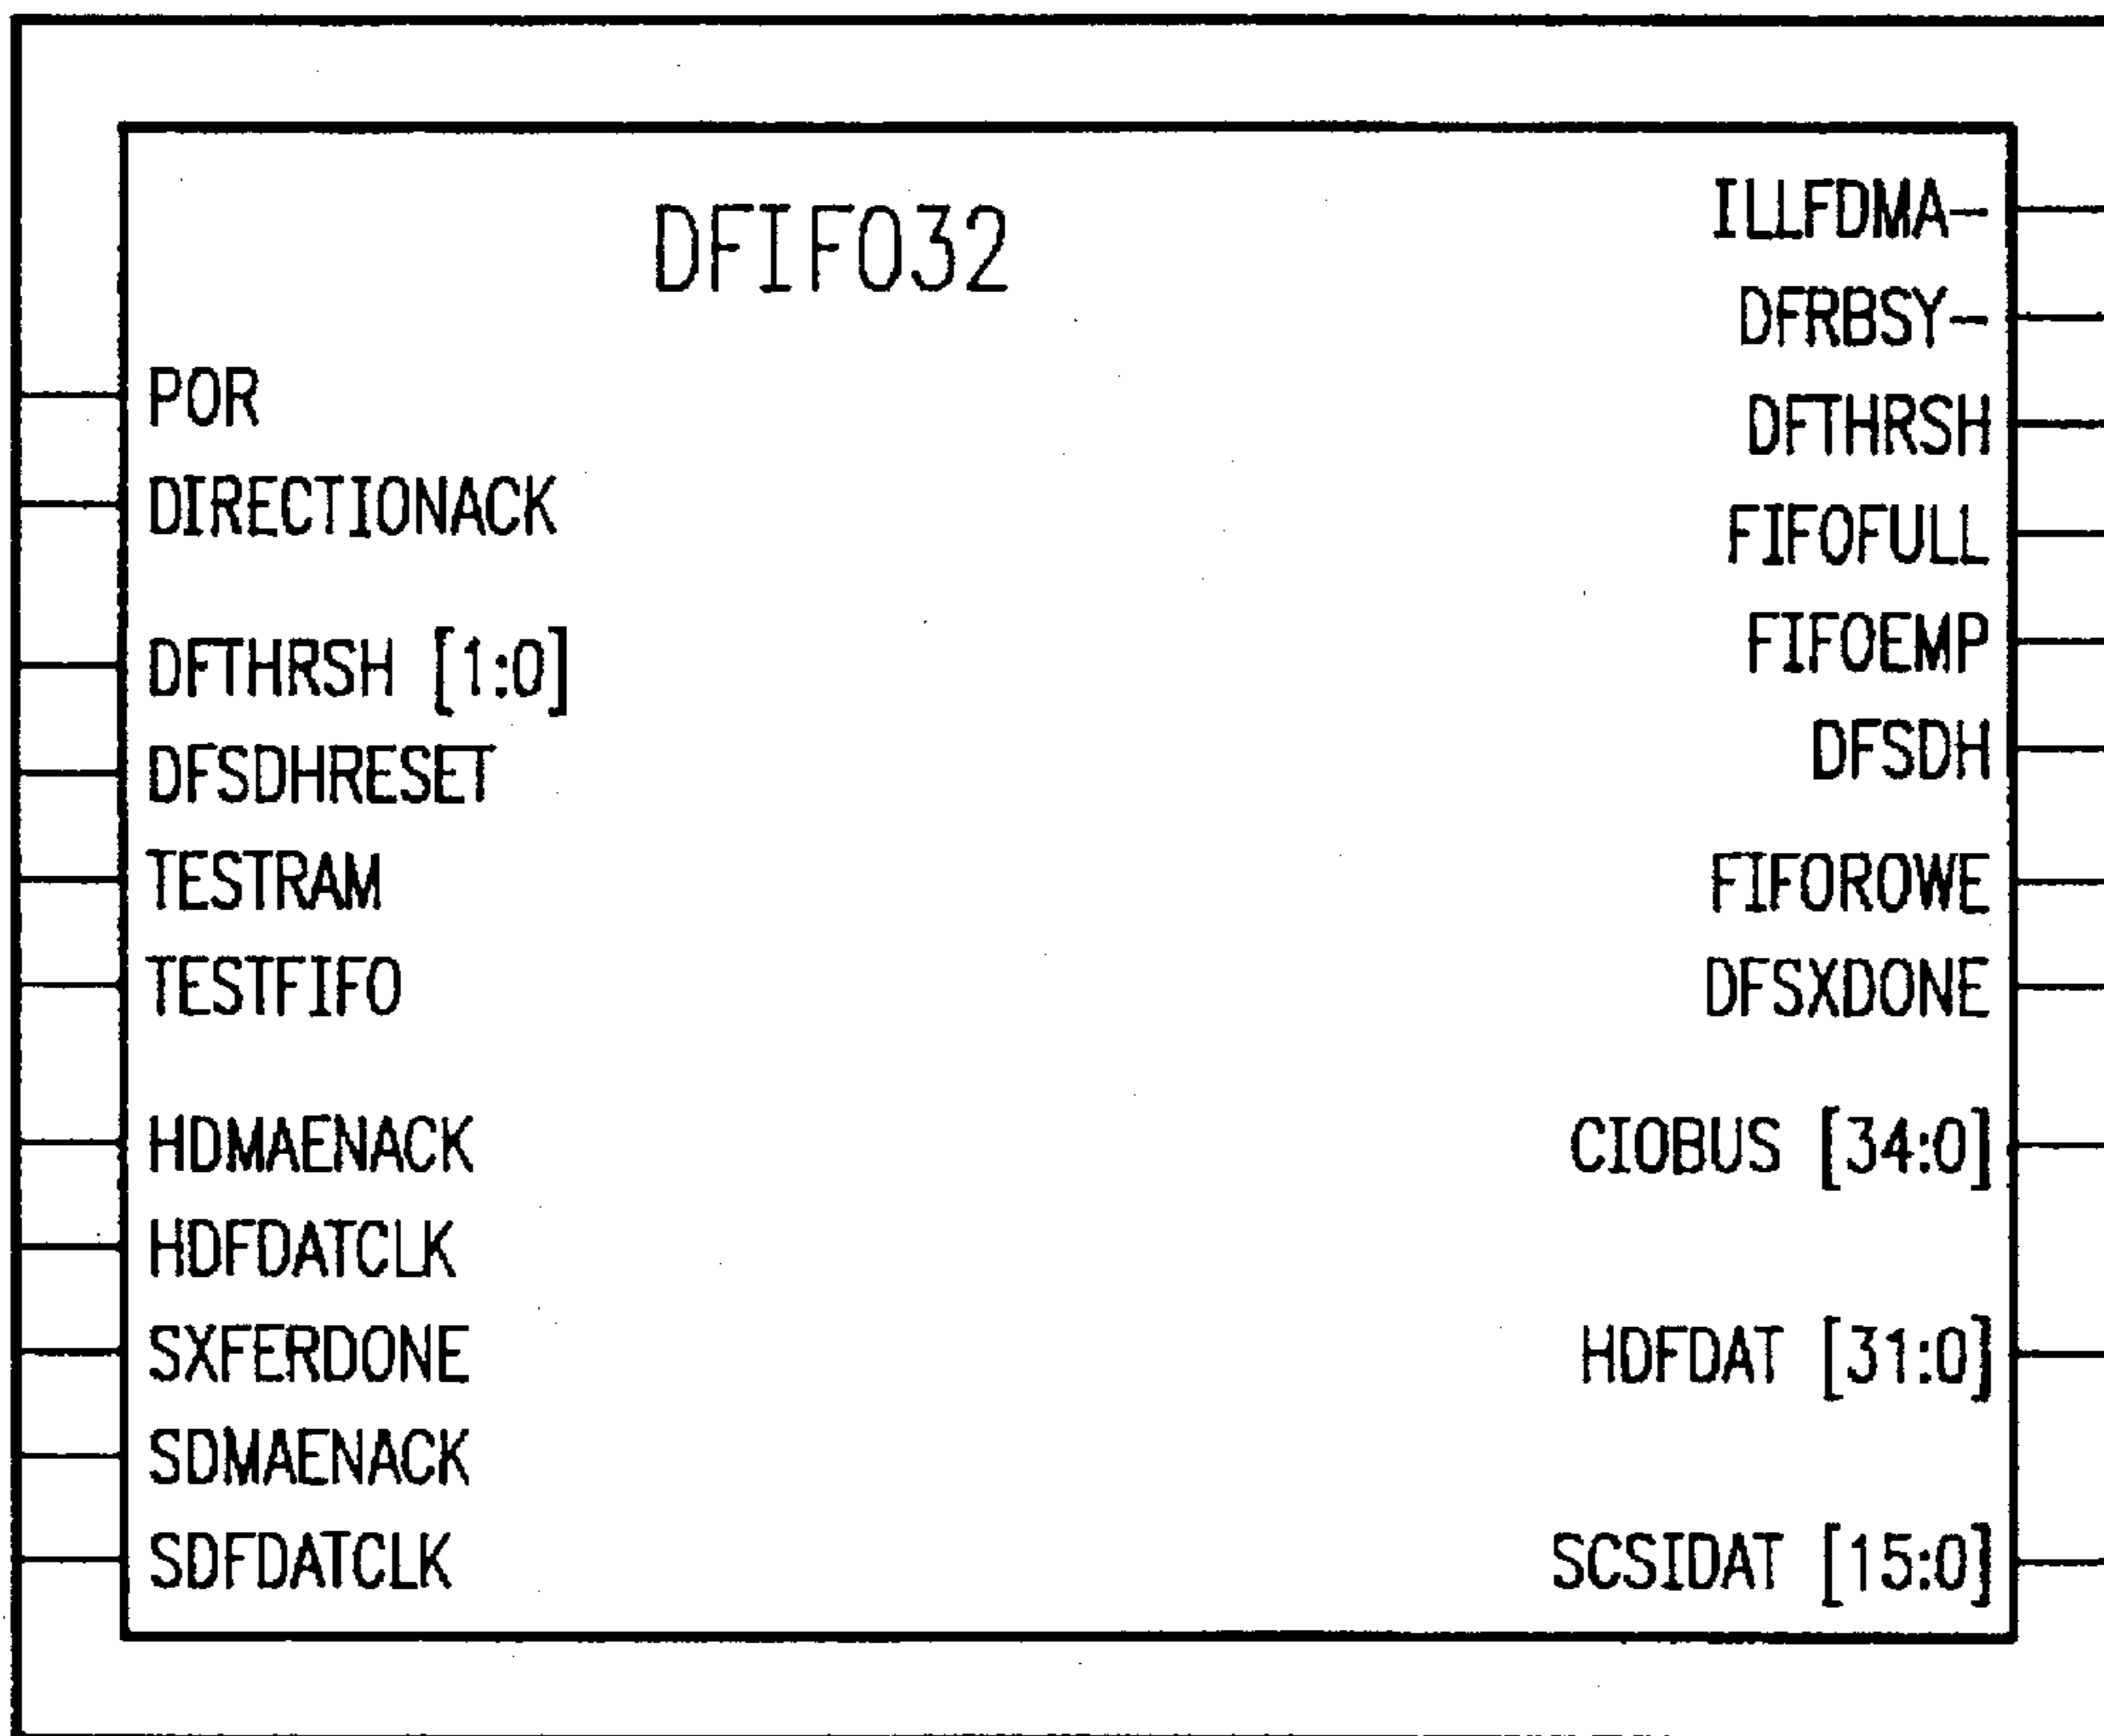 DFIFO32
POR
DIRECTIONACK
DFTHRSH [1:0]
DFSDHRESET
TESTRAM
TESTFIFO
HDMAENACK
HDFDATCLK
SXFERDONE
SDMAENACK
SDFDATCLK
ILLFDMA-
DFRBSY-
DFTHRSH
FIFOFULL
FIFOEMP
DFSDH
FIFOROWE
DFSXDONE
CIOBUS [34:0]
HDFDAT [31:0]
SCSIDAT [15:0]